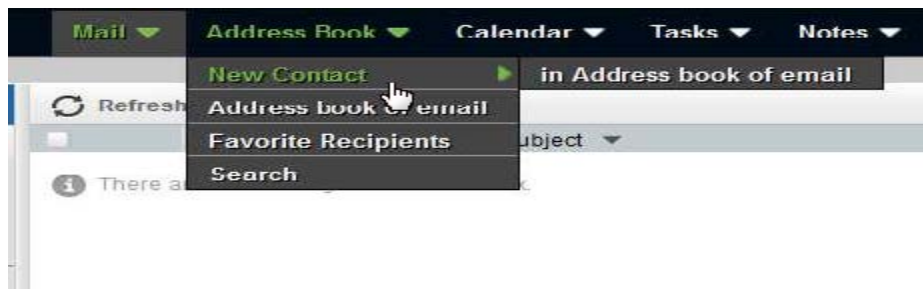 Mail Address Book Calendar Tasks Notes
New Contact in Address book of email
Refresh Address book of email
Favorite Recipients
Search
There